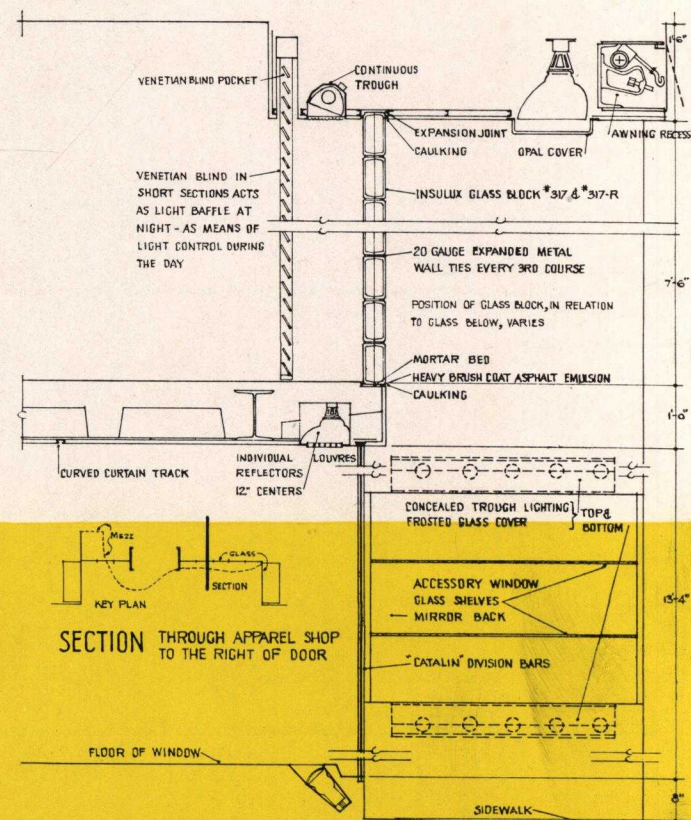 1'-6"
VENETIAN BLIND POCKET
CONTINUOUS
TROUGH
EXPANSION JOINT
CAULKING
OPAL COVER
AWNING RECESS
VENETIAN BLIND IN
SHORT SECTIONS ACTS
AS LIGHT BAFFLE AT
NIGHT - AS MEANS OF
LIGHT CONTROL DURING
THE DAY
INSULUX GLASS BLOCK #317 & #317-R
20 GAUGE EXPANDED METAL
WALL TIES EVERY 3RD COURSE
7'-6"
POSITION OF GLASS BLOCK, IN RELATION
TO GLASS BELOW, VARIES
MORTAR BED
HEAVY BRUSH COAT ASPHALT EMULSION
CAULKING
1'-0"
CURVED CURTAIN TRACK
INDIVIDUAL
REFLECTORS
12" CENTERS
LOUVRES
CONCEALED TROUGH LIGHTING
FROSTED GLASS COVER
TOP &
BOTTOM
MEZZ
GLASS
SECTION
KEY PLAN
ACCESSORY WINDOW
GLASS SHELVES
MIRROR BACK
13'-4"
SECTION THROUGH APPAREL SHOP
TO THE RIGHT OF DOOR
"CATALIN" DIVISION BARS
FLOOR OF WINDOW
8"
SIDEWALK